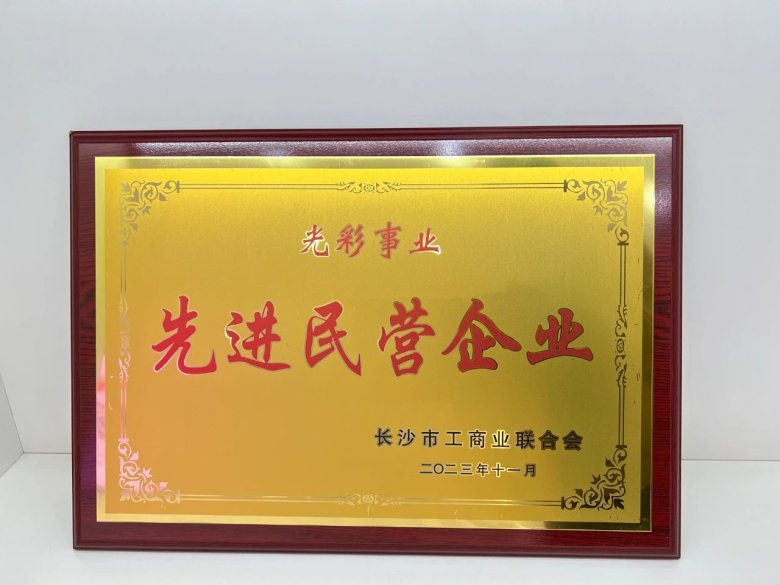 光彩事业
先进民营企业
长沙市工商业联合会
二〇二三年十一月